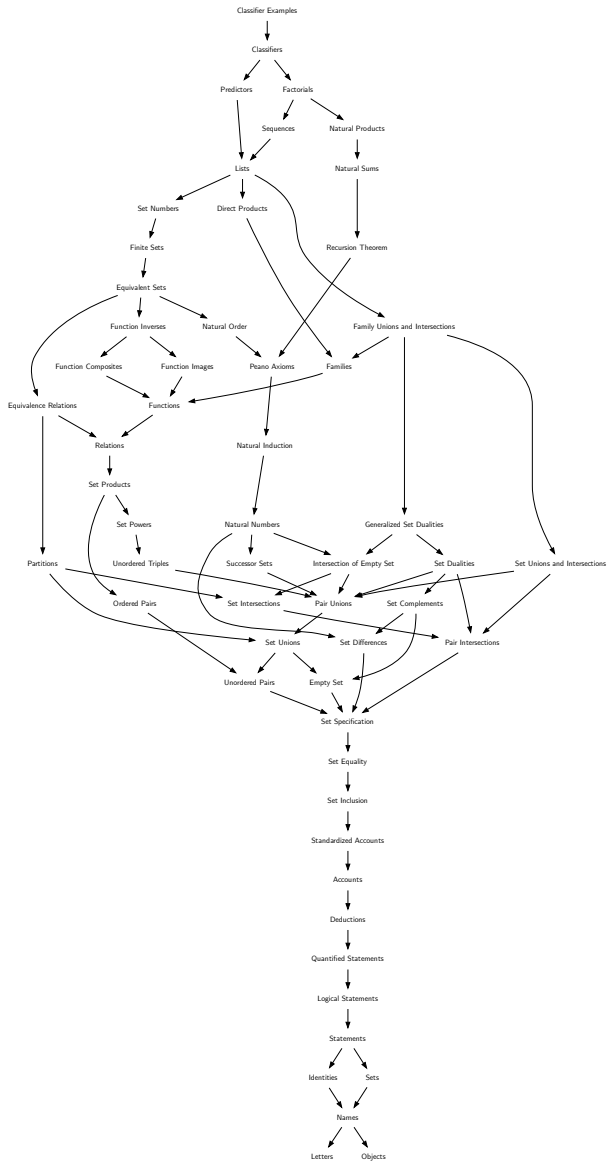 Classifier Examples
Classifiers
Predictors
Factorials
Sequences
Natural Products
Lists
Natural Sums
Set Numbers
Direct Products
Finite Sets
Recursion Theorem
Equivalent Sets
Function Inverses
Natural Order
Family Unions and Intersections
Function Composites
Function Images
Peano Axioms
Families
Equivalence Relations
Functions
Relations
Natural Induction
Set Products
Set Powers
Natural Numbers
Generalized Set Dualities
Partitions
Unordered Triples
Successor Sets
Intersection of Empty Set
Set Dualities
Set Unions and Intersections
Ordered Pairs
Set Intersections
Pair Unions
Set Complements
Set Unions
Set Differences
Pair Intersections
Unordered Pairs
Empty Set
Set Specification
Set Equality
Set Inclusion
Standardized Accounts
Accounts
Deductions
Quantified Statements
Logical Statements
Statements
Identities
Sets
Names
Letters
Objects